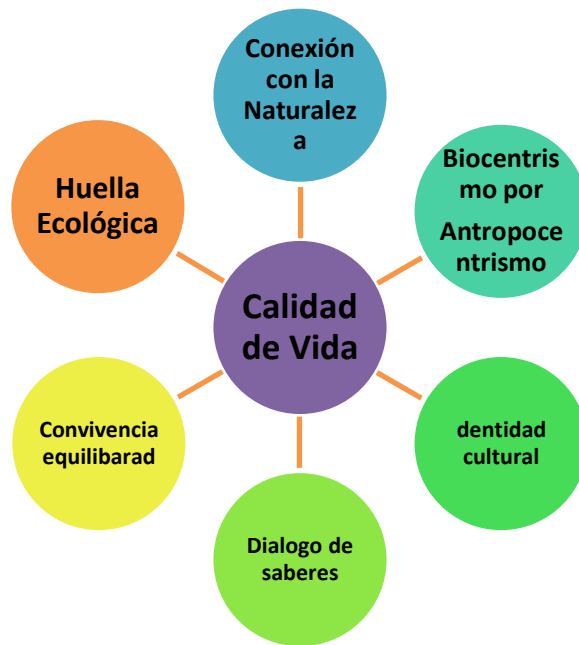 Conexión
con la
Naturalez
a
Biocentris
mo por
Antropoce
ntrismo
dentidad
cultural
Dialogo de
saberes
Convivencia
equilibarad
Huella
Ecológica
Calidad
de Vida